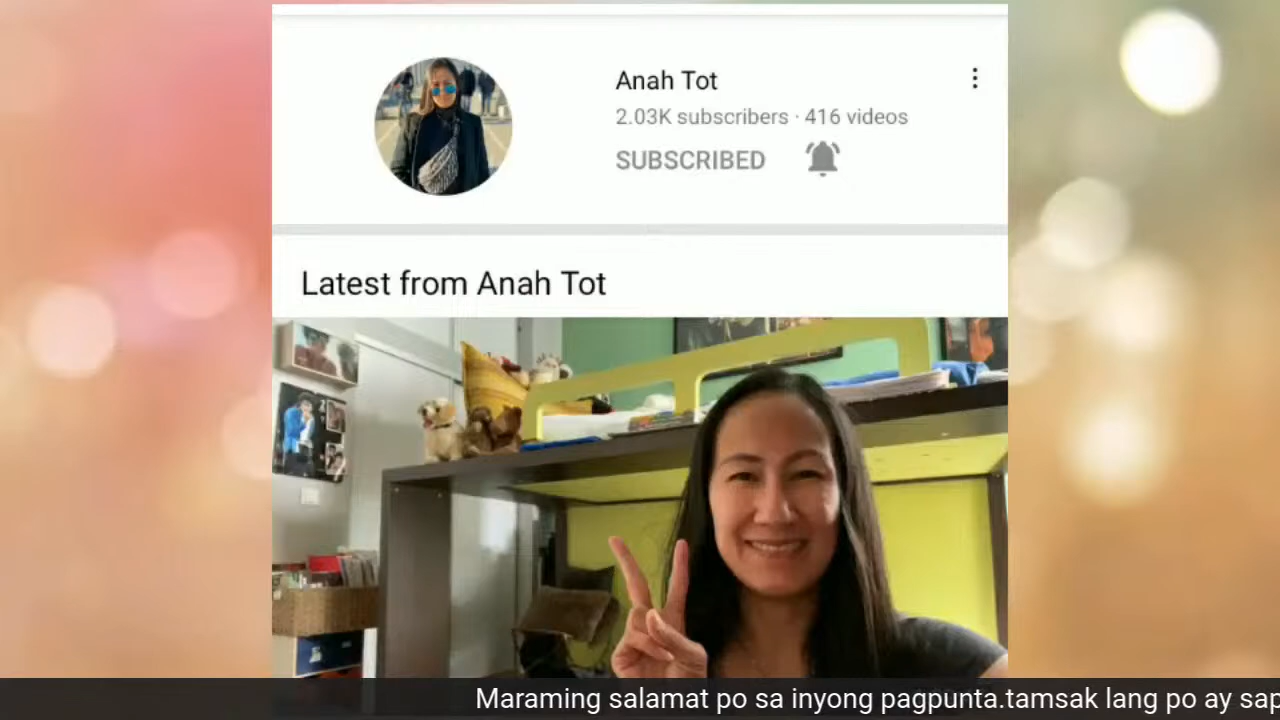 Anah Tot
2.03K subscribers · 416 videos
SUBSCRIBED
Latest from Anah Tot
Maraming salamat po sa inyong pagpunta.tamsak lang po ay sap